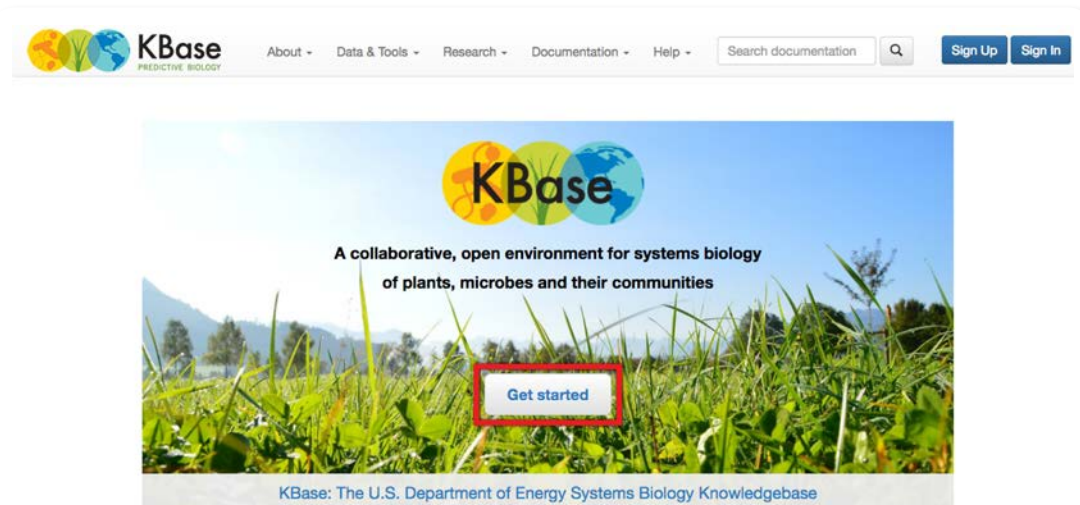 KBase
PREDICTIVE BIOLOGY
About
Data & Tools
Research
Documentation
Help
Search documentation
Sign Up
Sign In
KBase
A collaborative, open environment for systems biology
of plants, microbes and their communities
Get started
KBase: The U.S. Department of Energy Systems Biology Knowledgebase